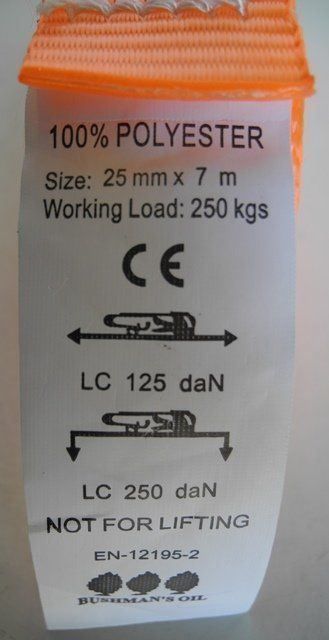 100% POLYESTER
Size: 25 mm x 7 m
Working Load: 250 kgs
CE
LC 125 daN
LC 250 daN
NOT FOR LIFTING
EN-12195-2
BUSHMAN'S OIL